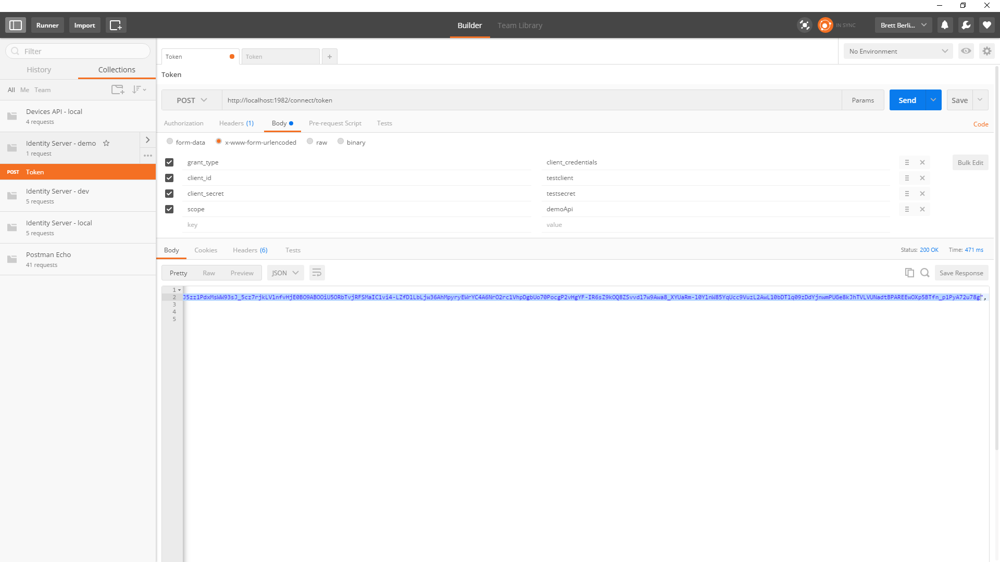 Runner
Import
Builder
Team Library
IN SYNC
Brett Berli...
Filter
History
Collections
All
Me
Team
Devices API - local
4 requests
Identity Server - demo
1 request
POST Token
Identity Server - dev
5 requests
Identity Server - local
5 requests
Postman Echo
41 requests
Token
Token
+
No Environment
Token
POST
http://localhost:1982/connect/token
Params
Send
Save
Authorization
Headers (1)
Body
Pre-request Script
Tests
Code
form-data
x-www-form-urlencoded
raw
binary
grant_type
client_credentials
Bulk Edit
client_id
testclient
client_secret
testsecret
scope
demoApi
key
value
Body
Cookies
Headers (6)
Tests
Status: 200 OK
Time: 471 ms
Pretty
Raw
Preview
JSON
Save Response
1
2 J5zz1PdxMsWW93sJ_5cz7rjkLVlnfvHjE0BO9ABOOiU5ORbTvjRFSMaIC1vi4-LZfDlLbLjw36AhMpyryEWrYC4A6NrO2rc1VhpDgbUo70PocgP2vHgYF-IR6sZ9kOQ8ZSvvdl7w9Awa8_XYUaRm-l0YlnW85YqUcc9VuzL2AwL10bDTlq09zDdYjnwmPUGe8kJhTVLVUNadtBPAREEwOXp5BTfn_p1PyA72u78g",
3
4
5